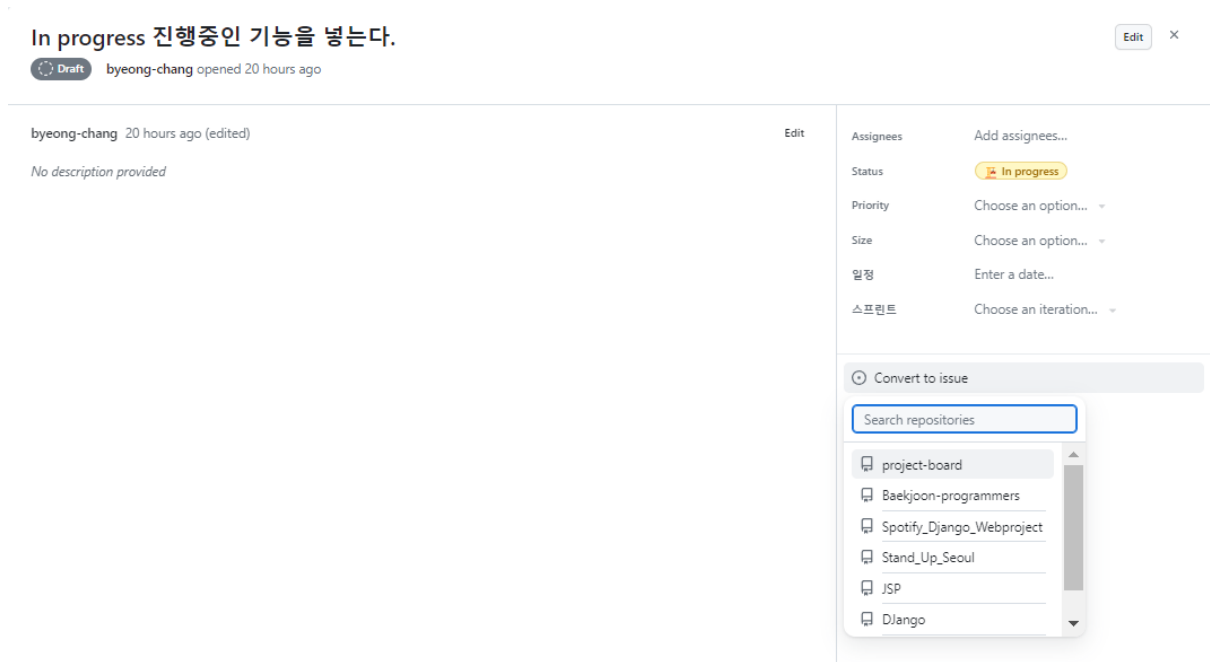 In progress 진행중인 기능을 넣는다.
Edit
Draft byeong-chang opened 20 hours ago
byeong-chang 20 hours ago (edited)
Edit
No description provided
Assignees Add assignees...
Status In progress
Priority Choose an option...
Size Choose an option...
일정 Enter a date...
스프린트 Choose an iteration...
Convert to issue
Search repositories
project-board
Baekjoon-programmers
Spotify_Django_Webproject
Stand_Up_Seoul
JSP
DJango